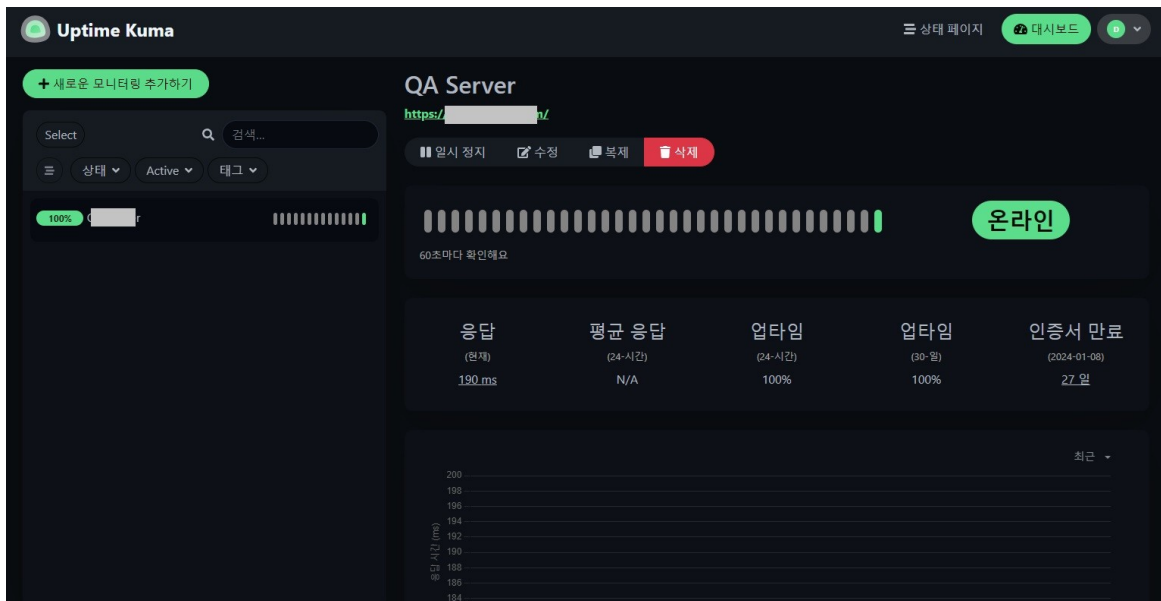 Uptime Kuma
상태 페이지
대시보드
D
새로운 모니터링 추가하기
Select
검색...
상태
Active
태그
100%
r
QA Server
https:/
n/
일시 정지
수정
복제
삭제
온라인
60초마다 확인해요
응답
(현재)
190 ms
평균 응답
(24-시간)
N/A
업타임
(24-시간)
100%
업타임
(30-일)
100%
인증서 만료
(2024-01-08)
27 일
최근
응답 시간 (ms)
200
198
196
194
192
190
188
186
184